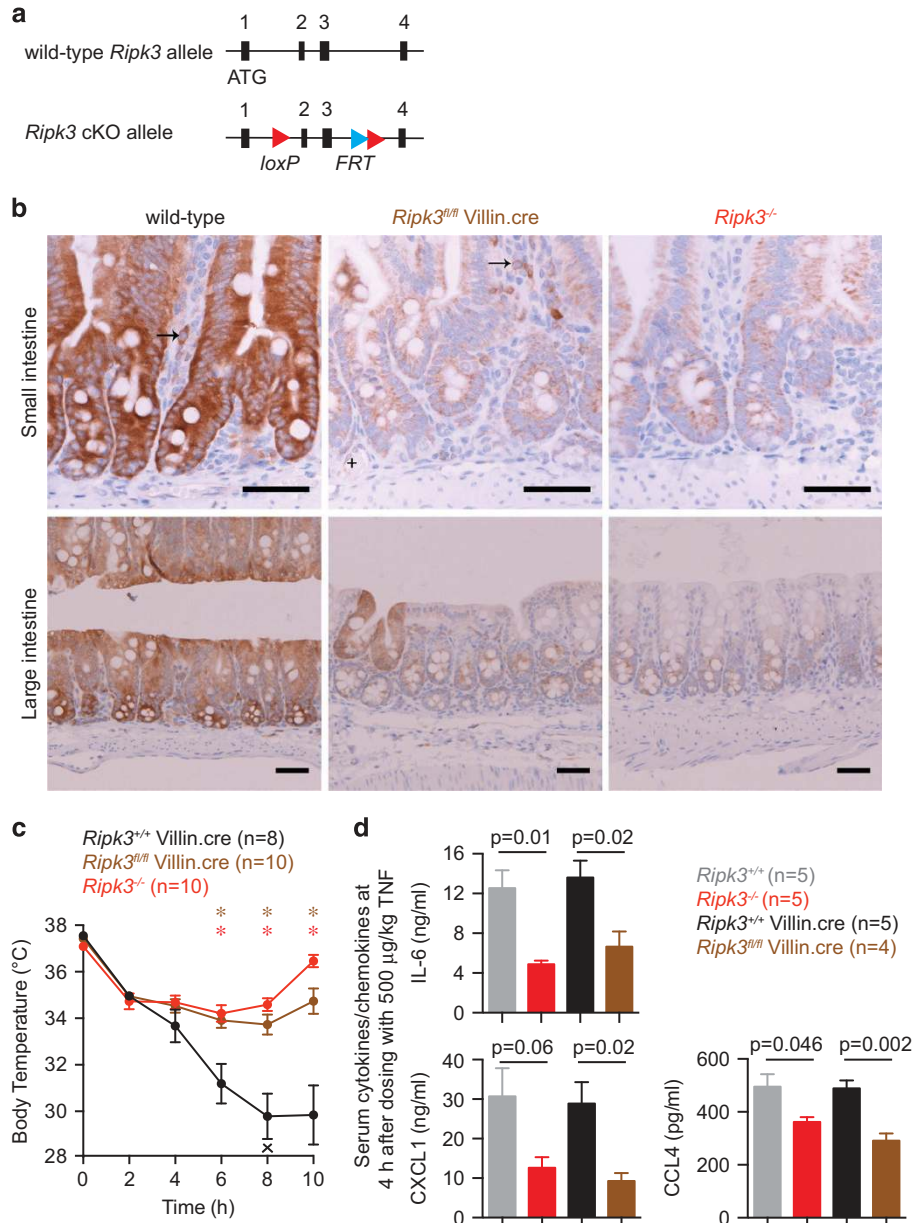 a
1 2 3 4
wild-type Ripk3 allele
ATG
1 2 3 4
Ripk3 cKO allele
loxP FRT
b
wild-type Ripk3fl/fl Villin.cre Ripk3-/-
Small intestine
+
Large intestine
c
Ripk3+/+ Villin.cre (n=8)
Ripk3fl/fl Villin.cre (n=10)
Ripk3-/- (n=10)
* * *
* * *
Body Temperature (°C)
38
36
34
32
30
28
×
0 2 4 6 8 10
Time (h)
d
Serum cytokines/chemokines at
4 h after dosing with 500 µg/kg TNF
p=0.01 p=0.02
IL-6 (ng/ml)
16
12
8
4
0
Ripk3+/+ (n=5)
Ripk3-/- (n=5)
Ripk3+/+ Villin.cre (n=5)
Ripk3fl/fl Villin.cre (n=4)
p=0.06 p=0.02
CXCL1 (ng/ml)
40
30
20
10
0
p=0.046 p=0.002
CCL4 (pg/ml)
600
400
200
0